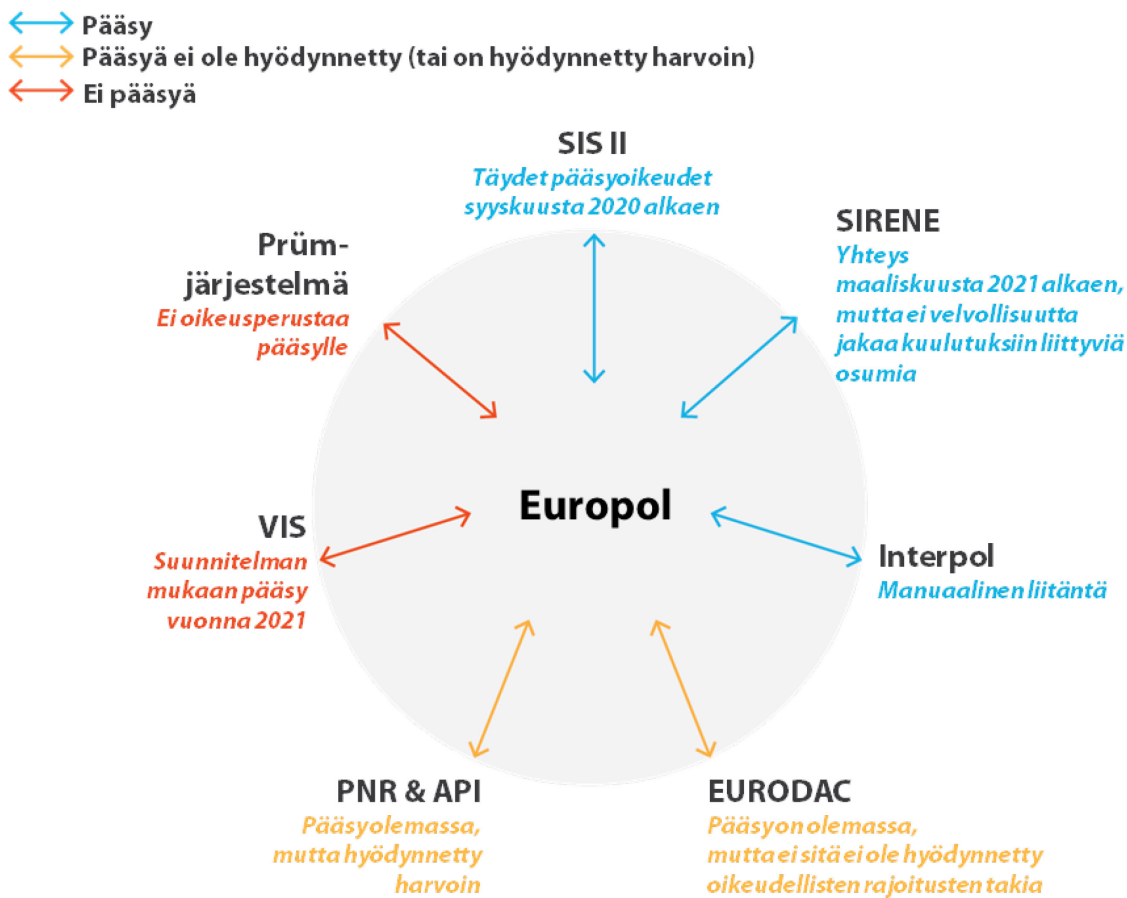 Pääsy
Pääsyä ei ole hyödynnetty (tai on hyödynnetty harvoin)
Ei pääsyä
SIS II
Täydet pääsyoikeudet
syyskuusta 2020 alkaen
SIRENE
Yhteys
maaliskuusta 2021 alkaen,
mutta ei velvollisuutta
jakaa kuulutuksiin liittyviä
osumia
Prüm-
järjestelmä
Ei oikeusperustaa
pääsylle
Europol
VIS
Suunnitelman
mukaan pääsy
vuonna 2021
Interpol
Manuaalinen liitäntä
PNR & API
Pääsy olemassa,
mutta hyödynnetty
harvoin
EURODAC
Pääsy on olemassa,
mutta ei sitä ei ole hyödynnetty
oikeudellisten rajoitusten takia